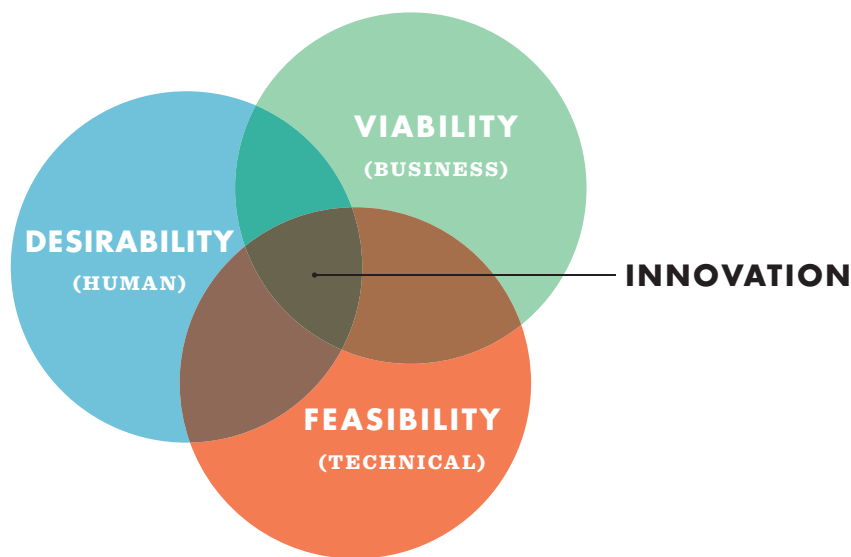 VIABILITY
(BUSINESS)
DESIRABILITY
(HUMAN)
INNOVATION
FEASIBILITY
(TECHNICAL)